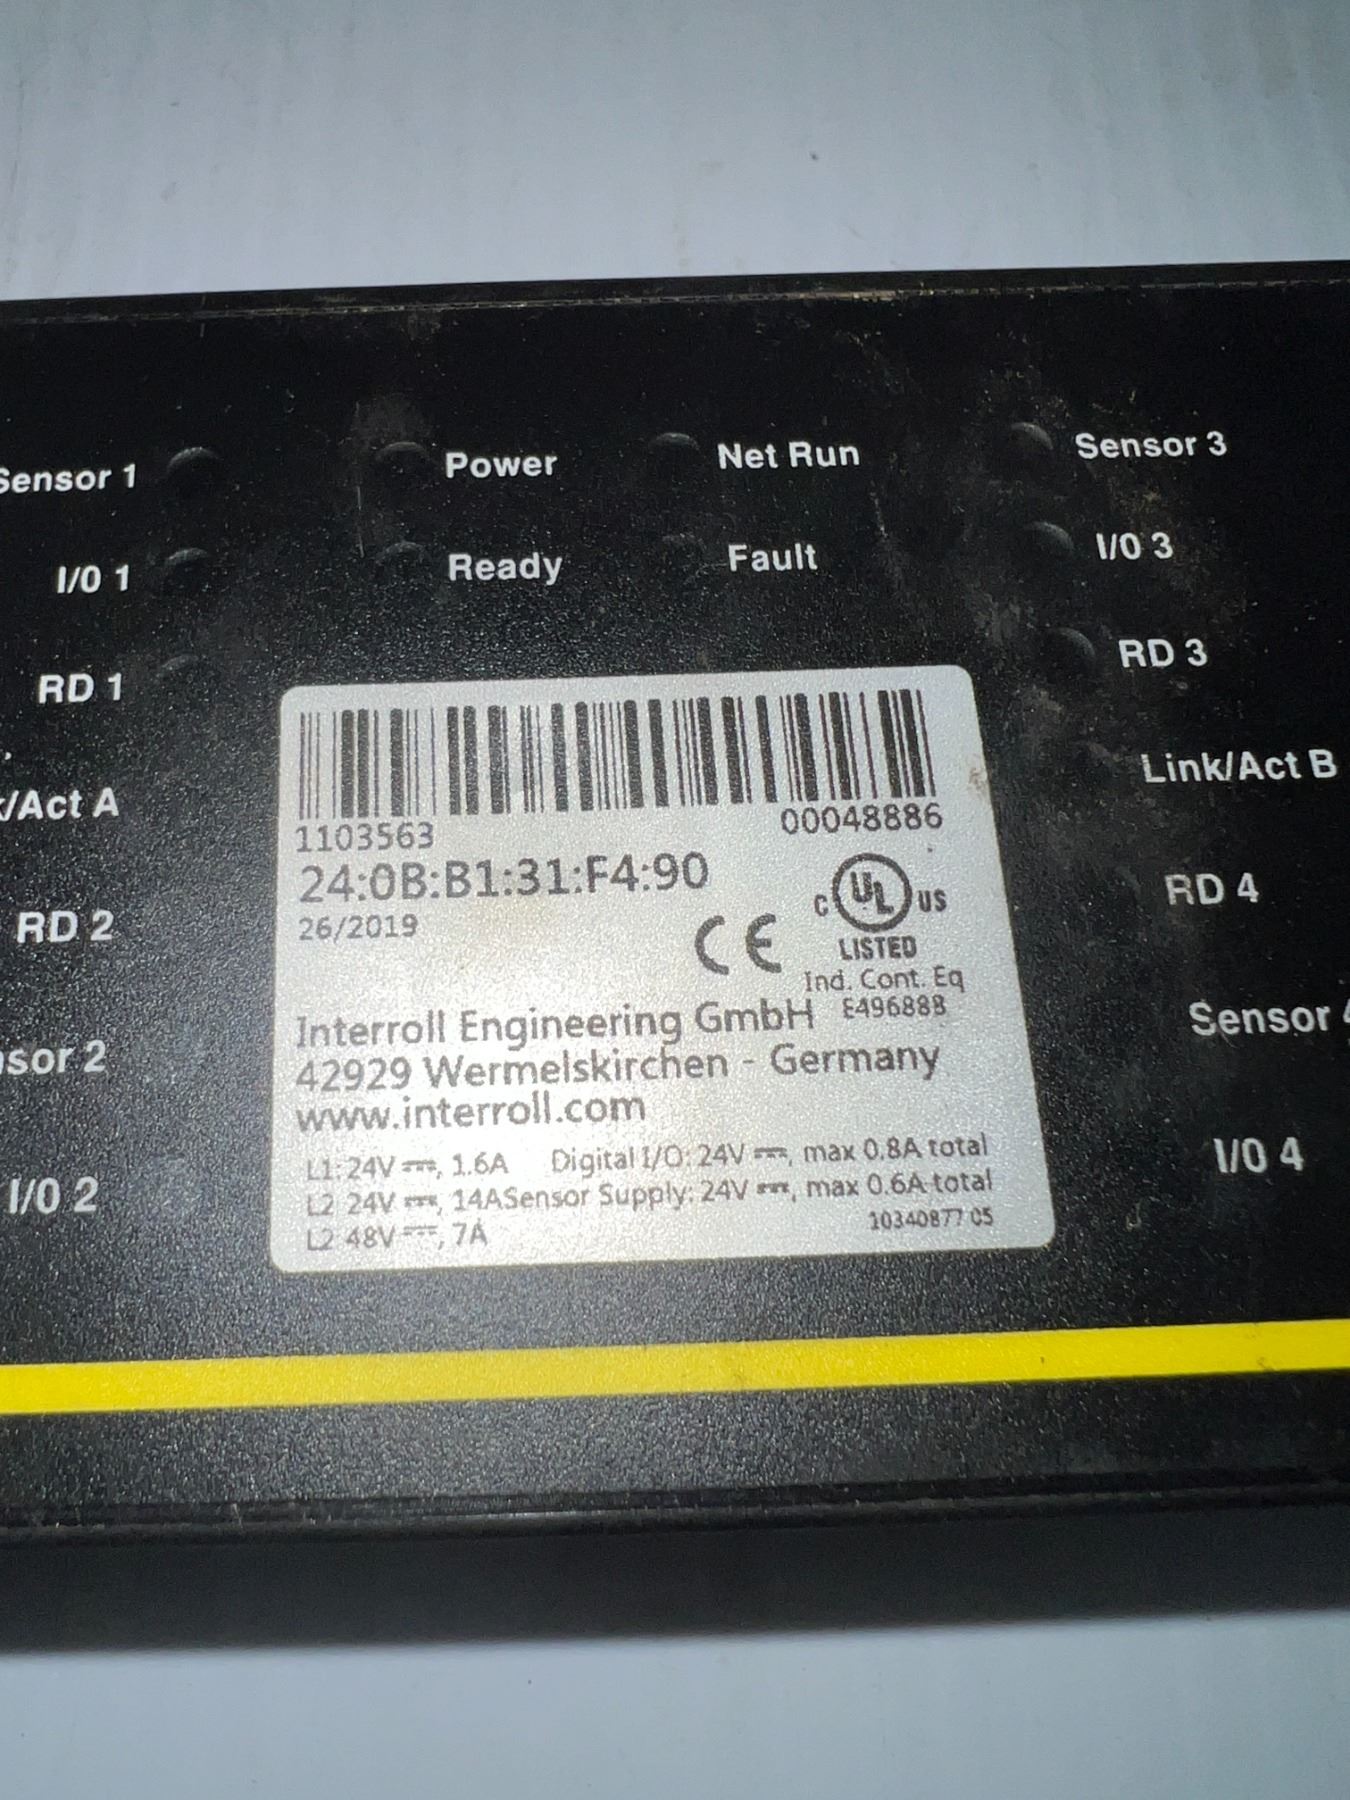 Sensor 1
Power
Net Run
Sensor 3
I/O 1
Ready
Fault
I/O 3
RD 1
RD 3
/Act A
Link/Act B
RD 2
RD 4
sor 2
Sensor 4
I/O 2
I/O 4
1103563 00048886
24:0B:B1:31:F4:90
26/2019
CE
C UL US
LISTED
Ind. Cont. Eq
E496888
Interroll Engineering GmbH
42929 Wermelskirchen - Germany
www.interroll.com
L1: 24V ⎓, 1.6A Digital I/O: 24V ⎓, max 0.8A total
L2 24V ⎓, 14ASensor Supply: 24V ⎓, max 0.6A total
L2 48V ⎓, 7A 10340877 05